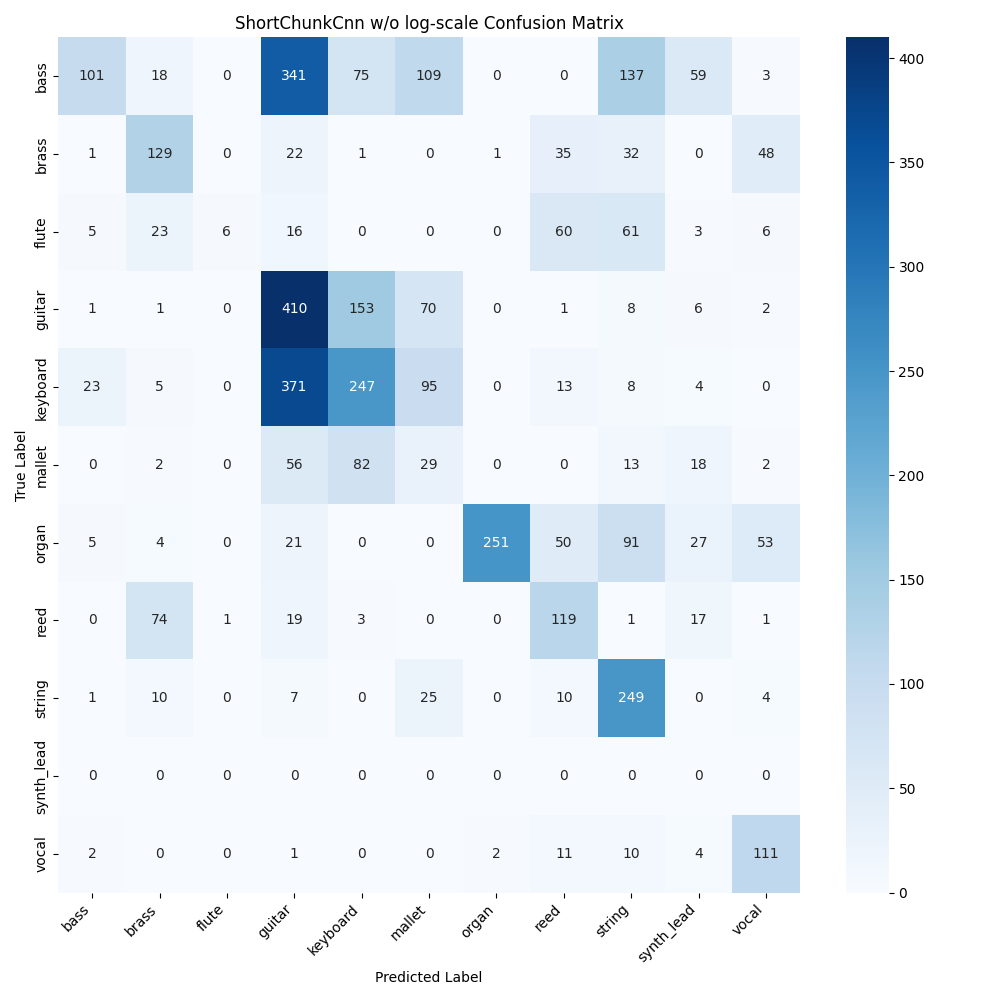 ShortChunkCnn w/o log-scale Confusion Matrix
bass 101 18 0 341 75 109 0 0 137 59 3
brass 1 129 0 22 1 0 1 35 32 0 48
flute 5 23 6 16 0 0 0 60 61 3 6
guitar 1 1 0 410 153 70 0 1 8 6 2
keyboard 23 5 0 371 247 95 0 13 8 4 0
mallet 0 2 0 56 82 29 0 0 13 18 2
organ 5 4 0 21 0 0 251 50 91 27 53
reed 0 74 1 19 3 0 0 119 1 17 1
string 1 10 0 7 0 25 0 10 249 0 4
synth_lead 0 0 0 0 0 0 0 0 0 0 0
vocal 2 0 0 1 0 0 2 11 10 4 111
bass brass flute guitar keyboard mallet organ reed string synth_lead vocal
Predicted Label
True Label
400
350
300
250
200
150
100
50
0